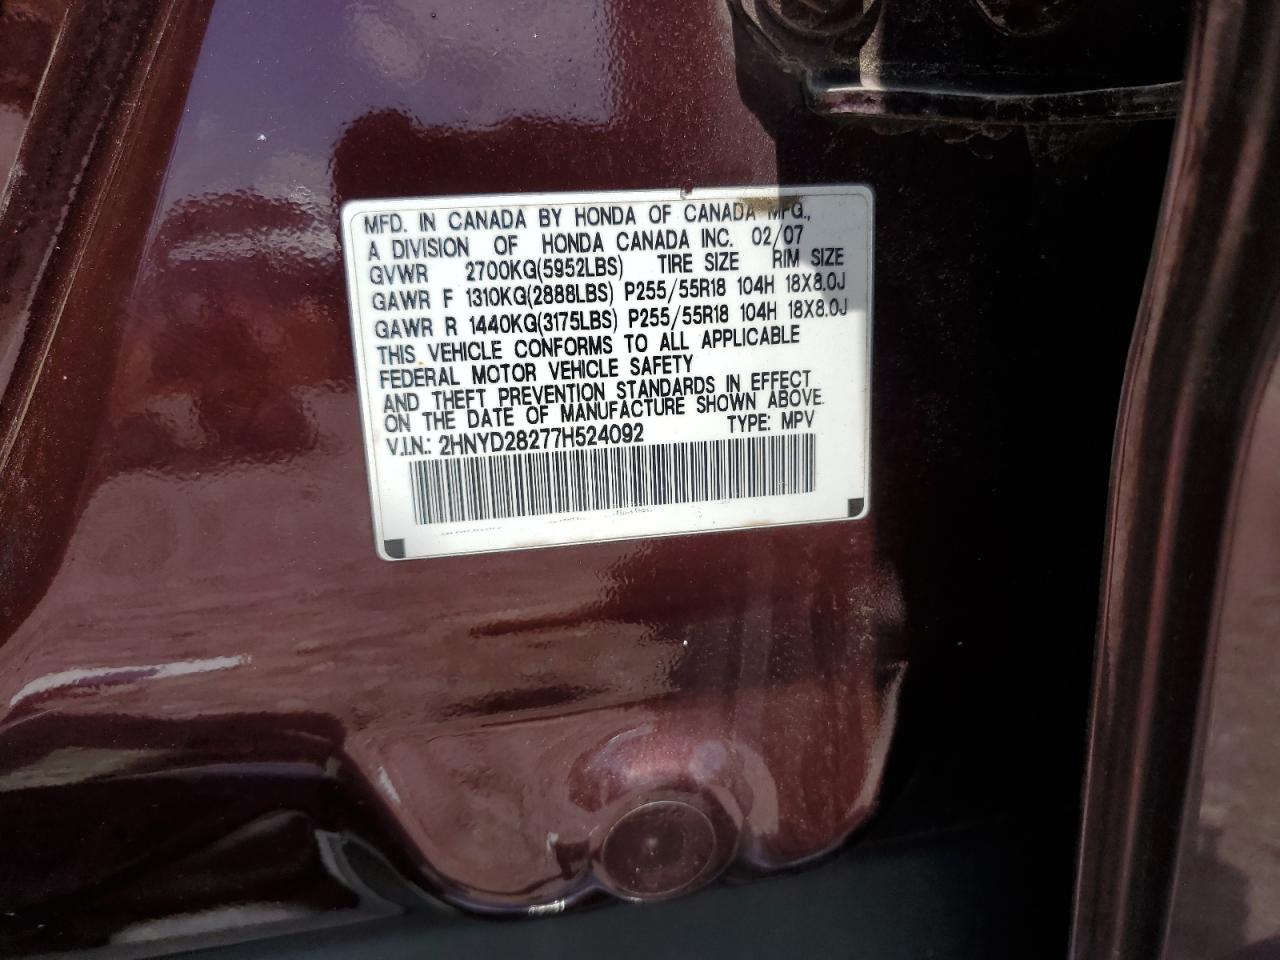 MFD. IN CANADA BY HONDA OF CANADA MFG.,
A DIVISION OF HONDA CANADA INC. 02/07
GVWR 2700KG(5952LBS) TIRE SIZE RIM SIZE
GAWR F 1310KG(2888LBS) P255/55R18 104H 18X8.0J
GAWR R 1440KG(3175LBS) P255/55R18 104H 18X8.0J
THIS VEHICLE CONFORMS TO ALL APPLICABLE
FEDERAL MOTOR VEHICLE SAFETY
AND THEFT PREVENTION STANDARDS IN EFFECT
ON THE DATE OF MANUFACTURE SHOWN ABOVE.
V.I.N.: 2HNYD28277H524092 TYPE: MPV